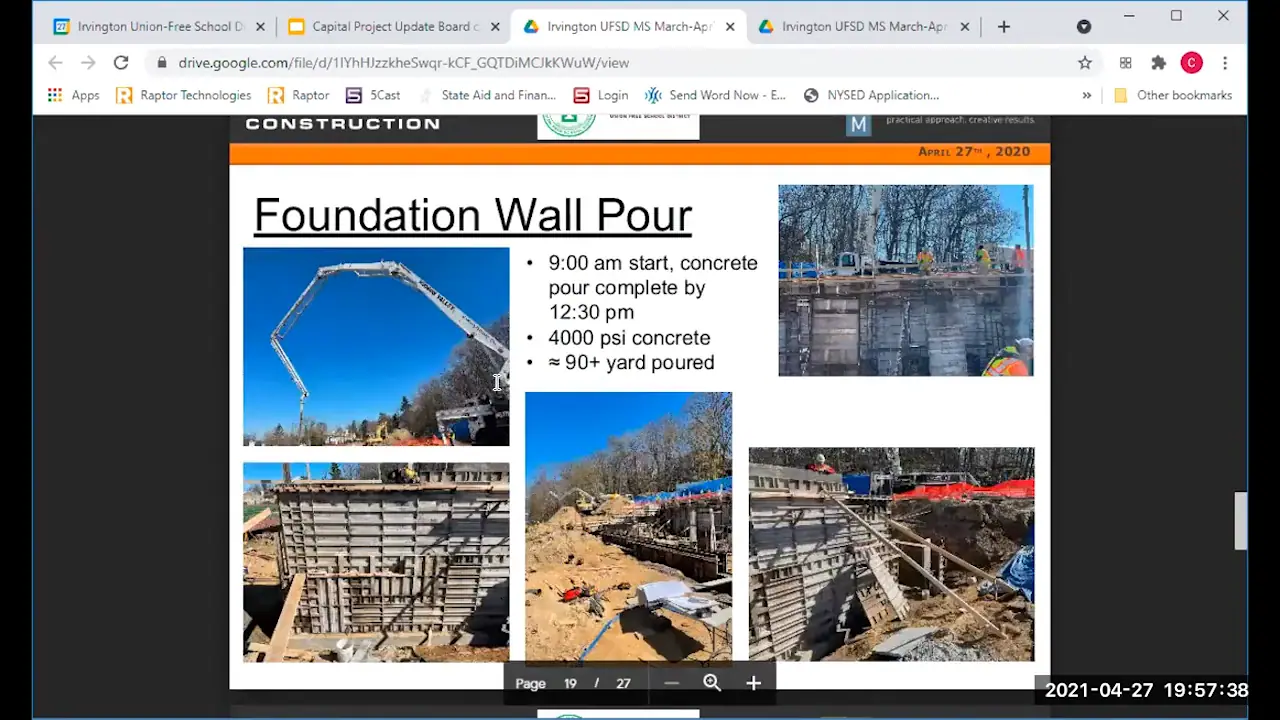 Irvington Union-Free School D
Capital Project Update Board c
Irvington UFSD MS March-Apr
Irvington UFSD MS March-Apr
drive.google.com/file/d/1lYhHJzzkheSwqr-kCF_GQTDiMCJkKWuW/view
C
Apps
Raptor Technologies
Raptor
5Cast
State Aid and Finan...
Login
Send Word Now - E...
NYSED Application...
»
Other bookmarks
CONSTRUCTION
UNION FREE SCHOOL DISTRICT
M
practical approach. creative results.
April 27th, 2020
Foundation Wall Pour
• 9:00 am start, concrete
pour complete by
12:30 pm
• 4000 psi concrete
• ≈ 90+ yard poured
Page 19 / 27
2021-04-27 19:57:38